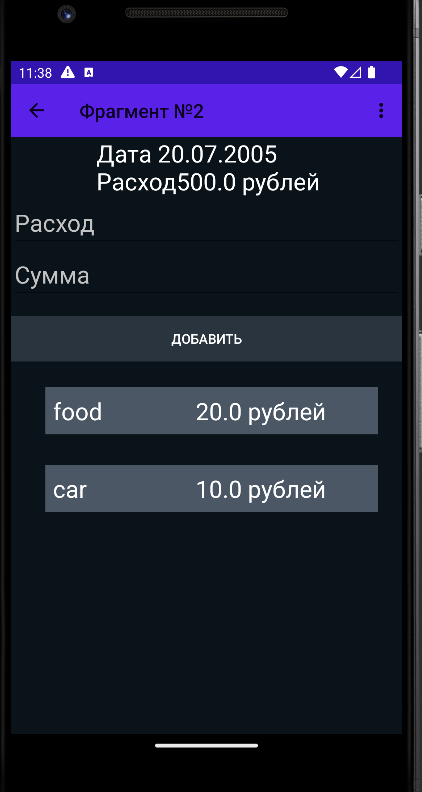 11:38
Фрагмент №2
Дата 20.07.2005
Расход500.0 рублей
Расход
Сумма
ДОБАВИТЬ
food 20.0 рублей
car 10.0 рублей